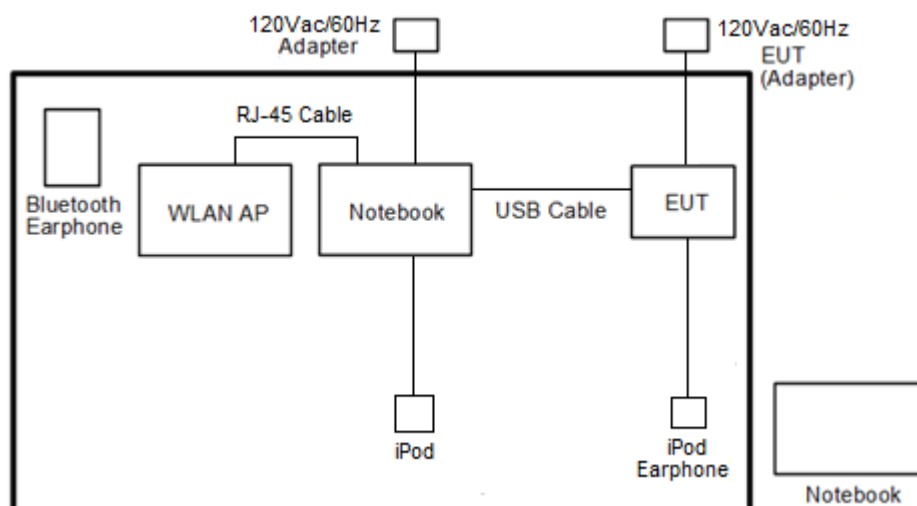 120Vac/60Hz
Adapter
120Vac/60Hz
EUT
(Adapter)
RJ-45 Cable
Bluetooth
Earphone
WLAN AP
Notebook
USB Cable
EUT
iPod
iPod
Earphone
Notebook